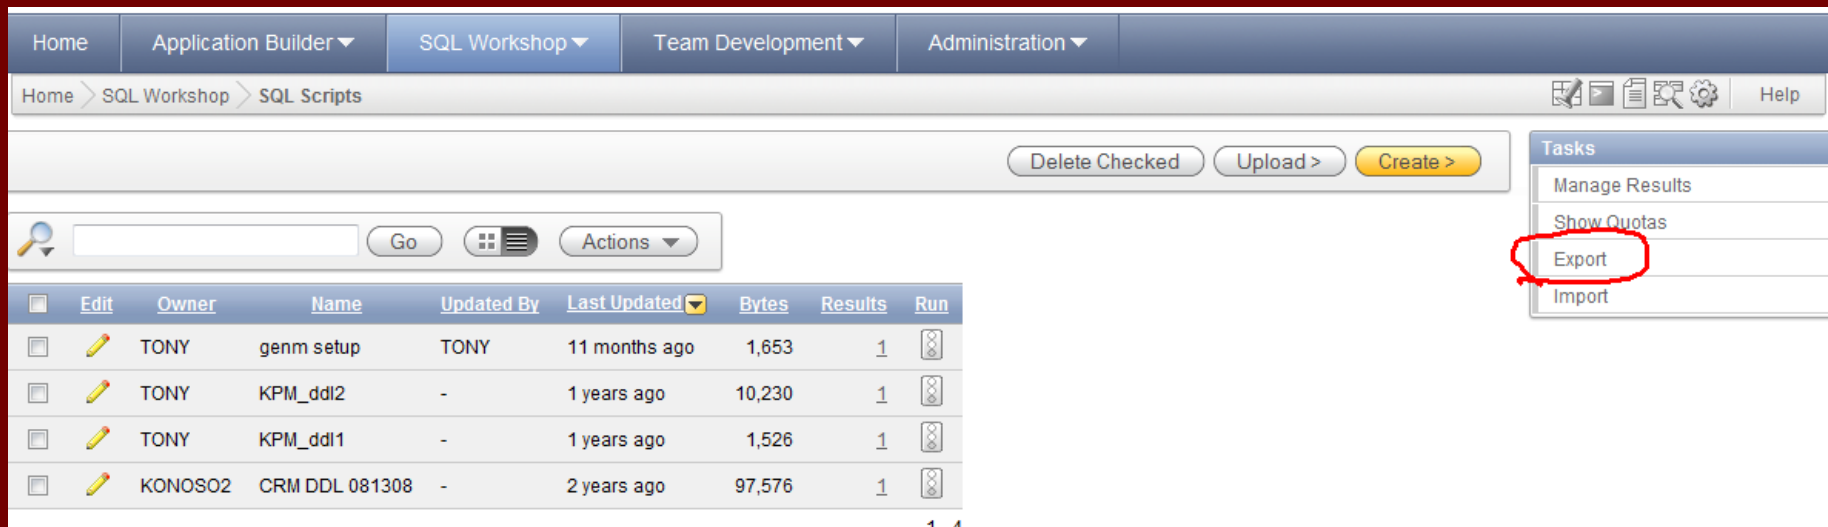 Home Application Builder SQL Workshop Team Development Administration
Home SQL Workshop SQL Scripts Help
Delete Checked Upload > Create >
Tasks
Manage Results
Show Quotas
Export
Import
Go Actions
Edit Owner Name Updated By Last Updated Bytes Results Run
TONY genm setup TONY 11 months ago 1,653 1
TONY KPM_ddl2 - 1 years ago 10,230 1
TONY KPM_ddl1 - 1 years ago 1,526 1
KONOSO2 CRM DDL 081308 - 2 years ago 97,576 1
1 - 4